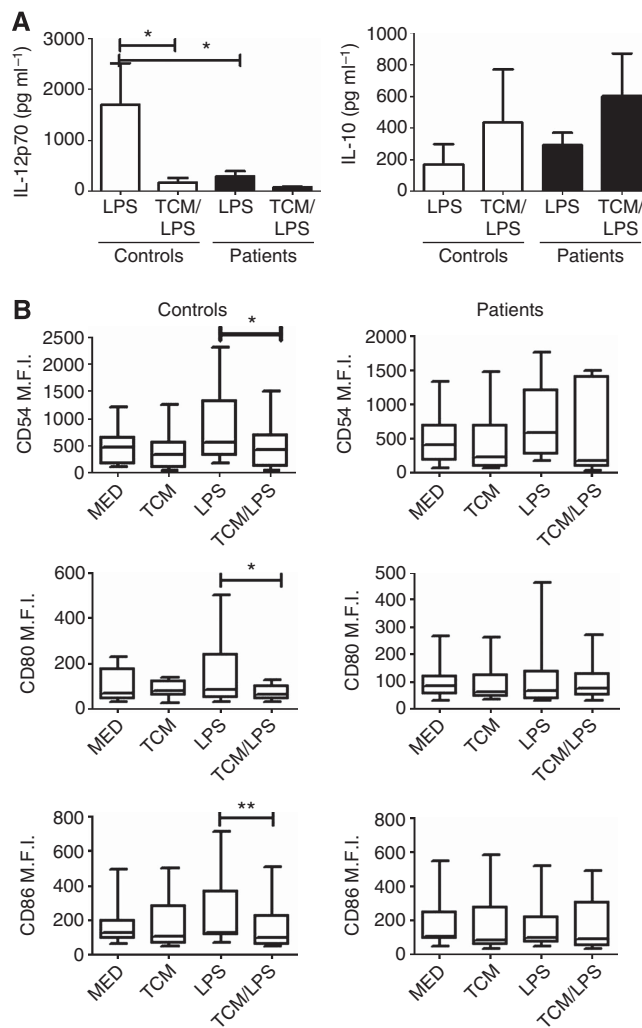 A
IL-12p70 (pg ml⁻¹)
3000
2000
1000
0
*
*
LPS
TCM/
LPS
LPS
TCM/
LPS
Controls
Patients
IL-10 (pg ml⁻¹)
1000
800
600
400
200
0
LPS
TCM/
LPS
LPS
TCM/
LPS
Controls
Patients
B
Controls
CD54 M.F.I.
2500
2000
1500
1000
500
0
*
MED
TCM
LPS
TCM/LPS
Patients
CD54 M.F.I.
2000
1500
1000
500
0
MED
TCM
LPS
TCM/LPS
CD80 M.F.I.
600
400
200
0
*
MED
TCM
LPS
TCM/LPS
CD80 M.F.I.
500
400
300
200
100
0
MED
TCM
LPS
TCM/LPS
CD86 M.F.I.
800
600
400
200
0
**
MED
TCM
LPS
TCM/LPS
CD86 M.F.I.
800
600
400
200
0
MED
TCM
LPS
TCM/LPS